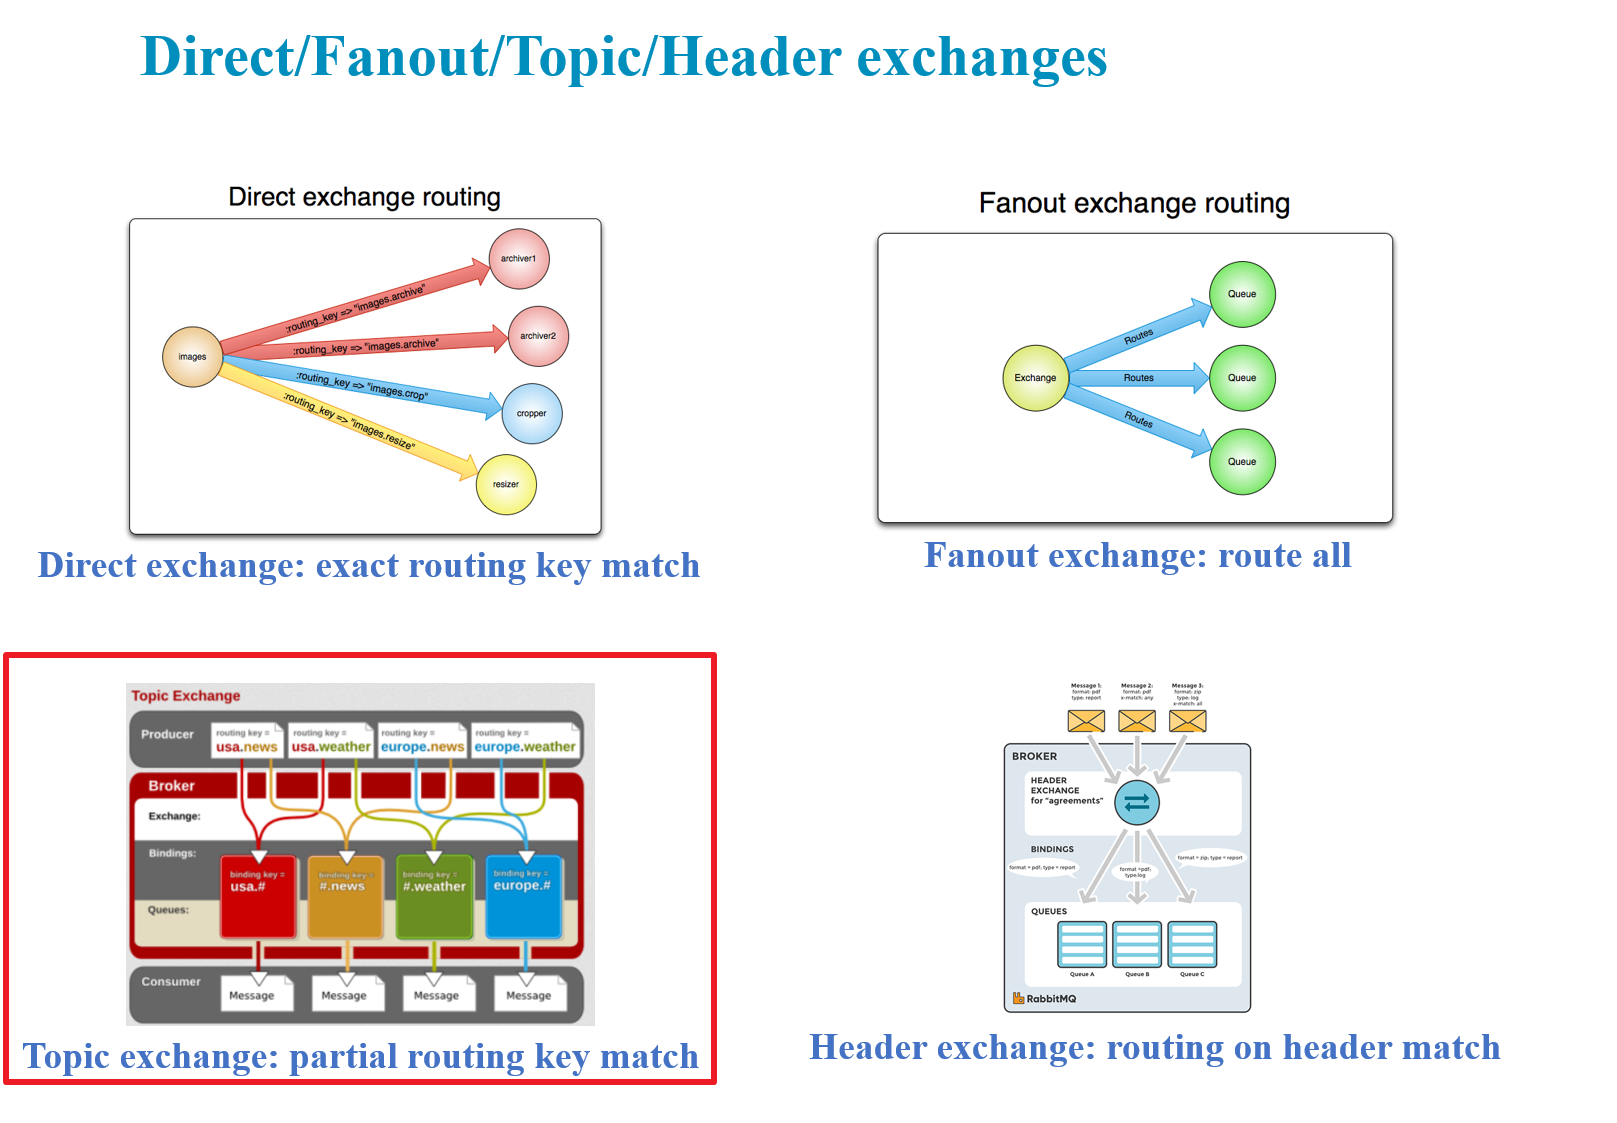 Direct/Fanout/Topic/Header exchanges
Direct exchange routing
archiver1
:routing_key => "images.archive"
archiver2
:routing_key => "images.archive"
images
:routing_key => "images.crop"
cropper
:routing_key => "images.resize"
resizer
Direct exchange: exact routing key match
Fanout exchange routing
Queue
Routes
Exchange
Routes
Queue
Routes
Queue
Fanout exchange: route all
Topic Exchange
Producer
routing key =
usa.news
routing key =
usa.weather
routing key =
europe.news
routing key =
europe.weather
Broker
Exchange:
Bindings:
binding key =
usa.#
binding key =
#.news
binding key =
#.weather
binding key =
europe.#
Queues:
Consumer
Message
Message
Message
Message
Topic exchange: partial routing key match
Message 1:
format: pdf
type: report
Message 2:
format: pdf
x-match: any
Message 3:
format: zip
type: log
x-match: all
BROKER
HEADER
EXCHANGE
for "agreements"
BINDINGS
format = pdf; type = report
format =pdf;
type:log
format = zip; type = report
QUEUES
Queue A
Queue B
Queue C
RabbitMQ
Header exchange: routing on header match